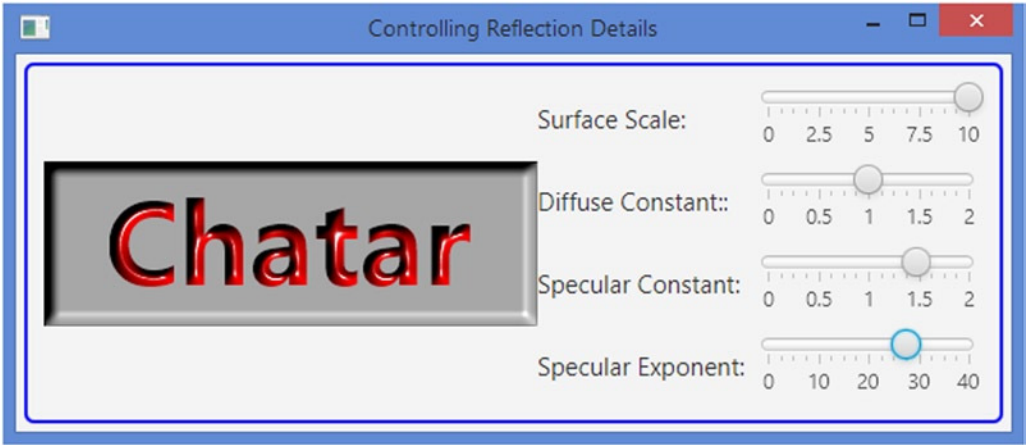 Controlling Reflection Details
Chatar
Surface Scale:
0 2.5 5 7.5 10
Diffuse Constant::
0 0.5 1 1.5 2
Specular Constant:
0 0.5 1 1.5 2
Specular Exponent:
0 10 20 30 40